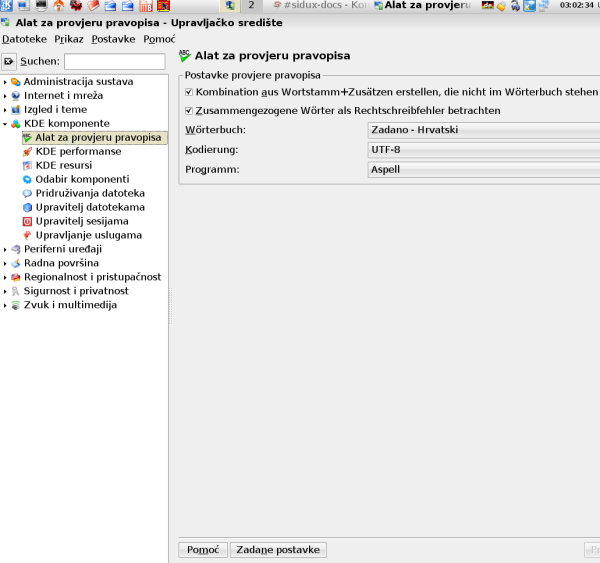 2 #sidux-docs - Kon Alat za provjeru 03:02:34
Alat za provjeru pravopisa - Upravljačko središte
Datoteke Prikaz Postavke Pomoć
Suchen:
Administracija sustava
Internet i mreža
Izgled i teme
KDE komponente
Alat za provjeru pravopisa
KDE performanse
KDE resursi
Odabir komponenti
Pridruživanja datoteka
Upravitelj datotekama
Upravitelj sesijama
Upravljanje uslugama
Periferni uređaji
Radna površina
Regionalnost i pristupačnost
Sigurnost i privatnost
Zvuk i multimedija
Alat za provjeru pravopisa
Postavke provjere pravopisa
Kombination aus Wortstamm+Zusätzen erstellen, die nicht im Wörterbuch stehen
Zusammengezogene Wörter als Rechtschreibfehler betrachten
Wörterbuch: Zadano - Hrvatski
Kodierung: UTF-8
Programm: Aspell
Pomoć Zadane postavke